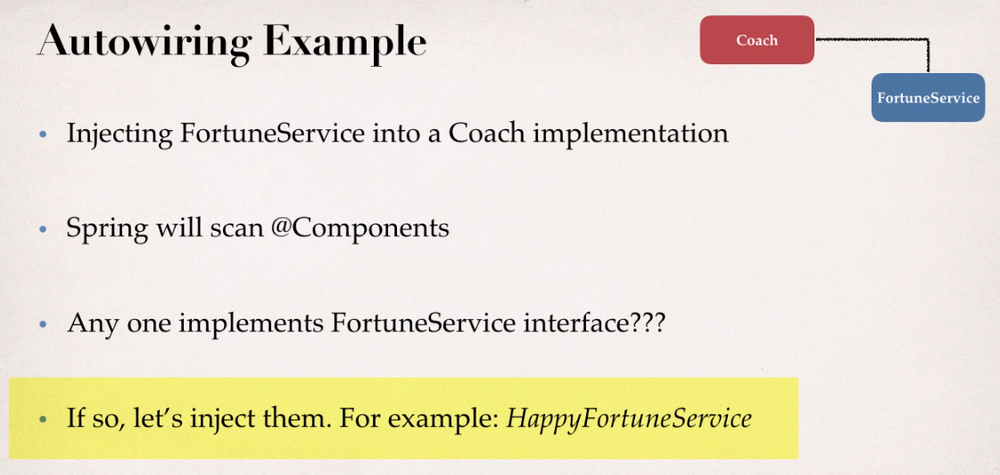 Autowiring Example
Coach
FortuneService
• Injecting FortuneService into a Coach implementation
• Spring will scan @Components
• Any one implements FortuneService interface???
• If so, let’s inject them. For example: HappyFortuneService